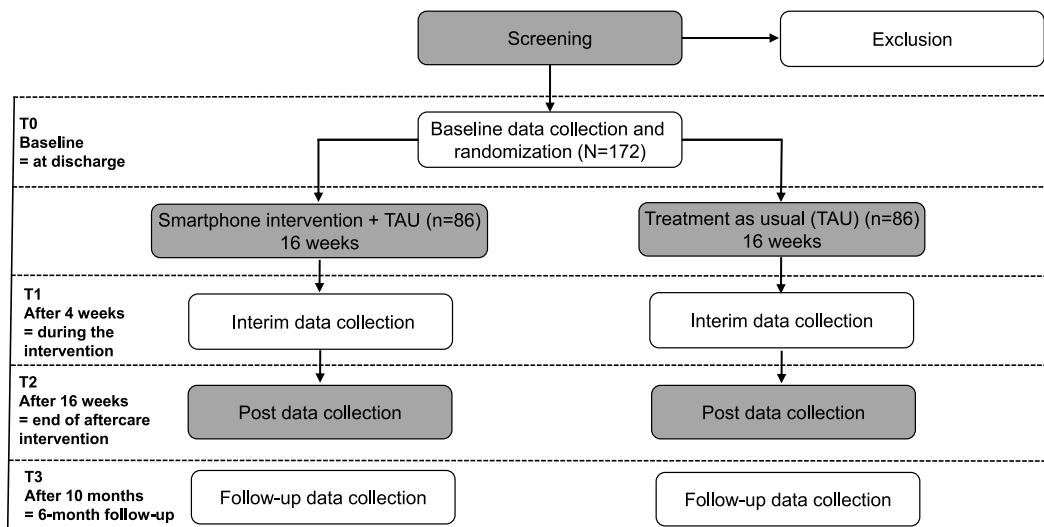 Screening
Exclusion
T0
Baseline
= at discharge
Baseline data collection and
randomization (N=172)
Smartphone intervention + TAU (n=86)
16 weeks
Treatment as usual (TAU) (n=86)
16 weeks
T1
After 4 weeks
= during the
intervention
Interim data collection
Interim data collection
T2
After 16 weeks
= end of aftercare
intervention
Post data collection
Post data collection
T3
After 10 months
= 6-month follow-up
Follow-up data collection
Follow-up data collection